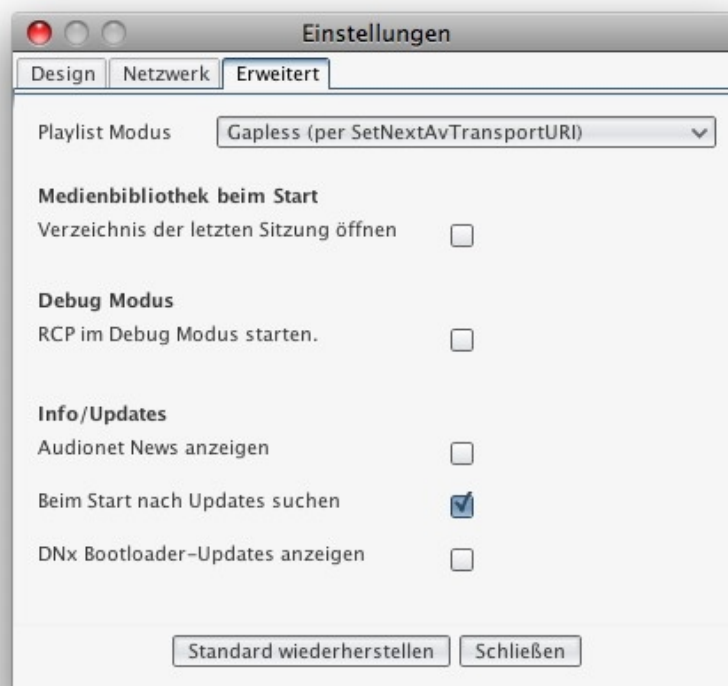 Einstellungen
Design Netzwerk Erweitert
Playlist Modus Gapless (per SetNextAvTransportURI)
Medienbibliothek beim Start
Verzeichnis der letzten Sitzung öffnen
Debug Modus
RCP im Debug Modus starten.
Info/Updates
Audionet News anzeigen
Beim Start nach Updates suchen
DNx Bootloader-Updates anzeigen
Standard wiederherstellen Schließen